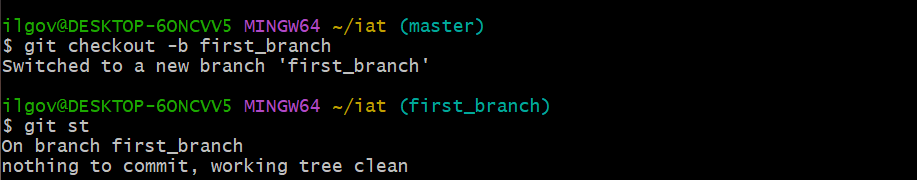 ilgov@DESKTOP-6ONCVV5 MINGW64 ~/iat (master)
$ git checkout -b first_branch
Switched to a new branch 'first_branch'
ilgov@DESKTOP-6ONCVV5 MINGW64 ~/iat (first_branch)
$ git st
On branch first_branch
nothing to commit, working tree clean